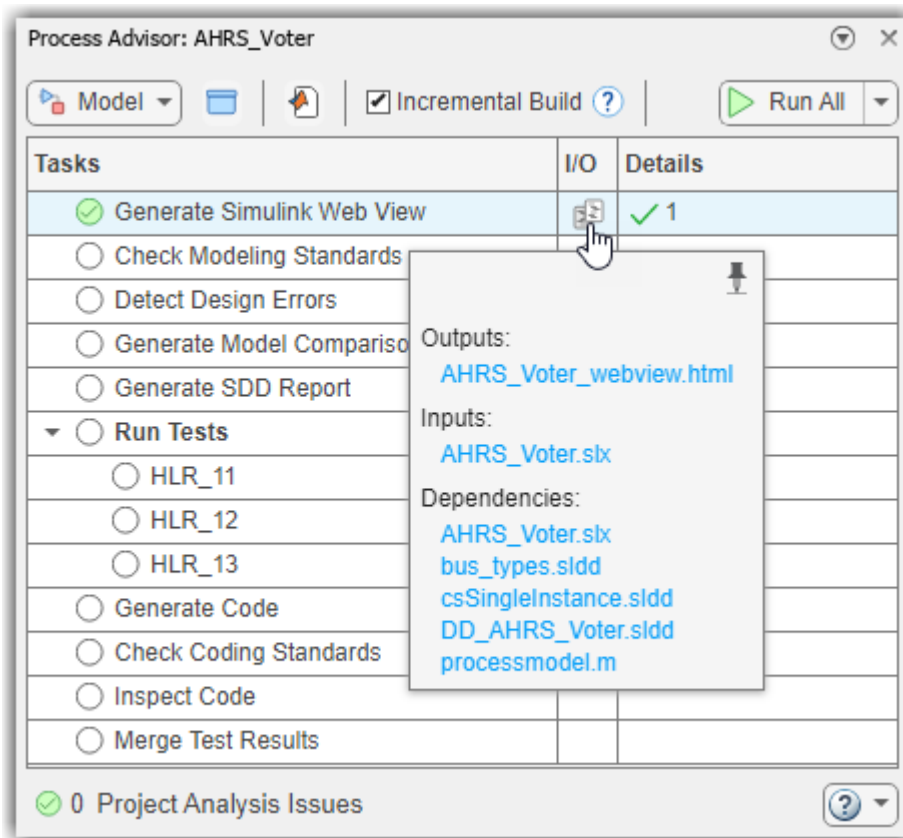 Process Advisor: AHRS_Voter
Model
Incremental Build ?
Run All
Tasks I/O Details
Generate Simulink Web View 1
Check Modeling Standards
Detect Design Errors
Generate Model Compariso
Generate SDD Report
Run Tests
HLR_11
HLR_12
HLR_13
Generate Code
Check Coding Standards
Inspect Code
Merge Test Results
Outputs:
AHRS_Voter_webview.html
Inputs:
AHRS_Voter.slx
Dependencies:
AHRS_Voter.slx
bus_types.sldd
csSingleInstance.sldd
DD_AHRS_Voter.sldd
processmodel.m
0 Project Analysis Issues ?